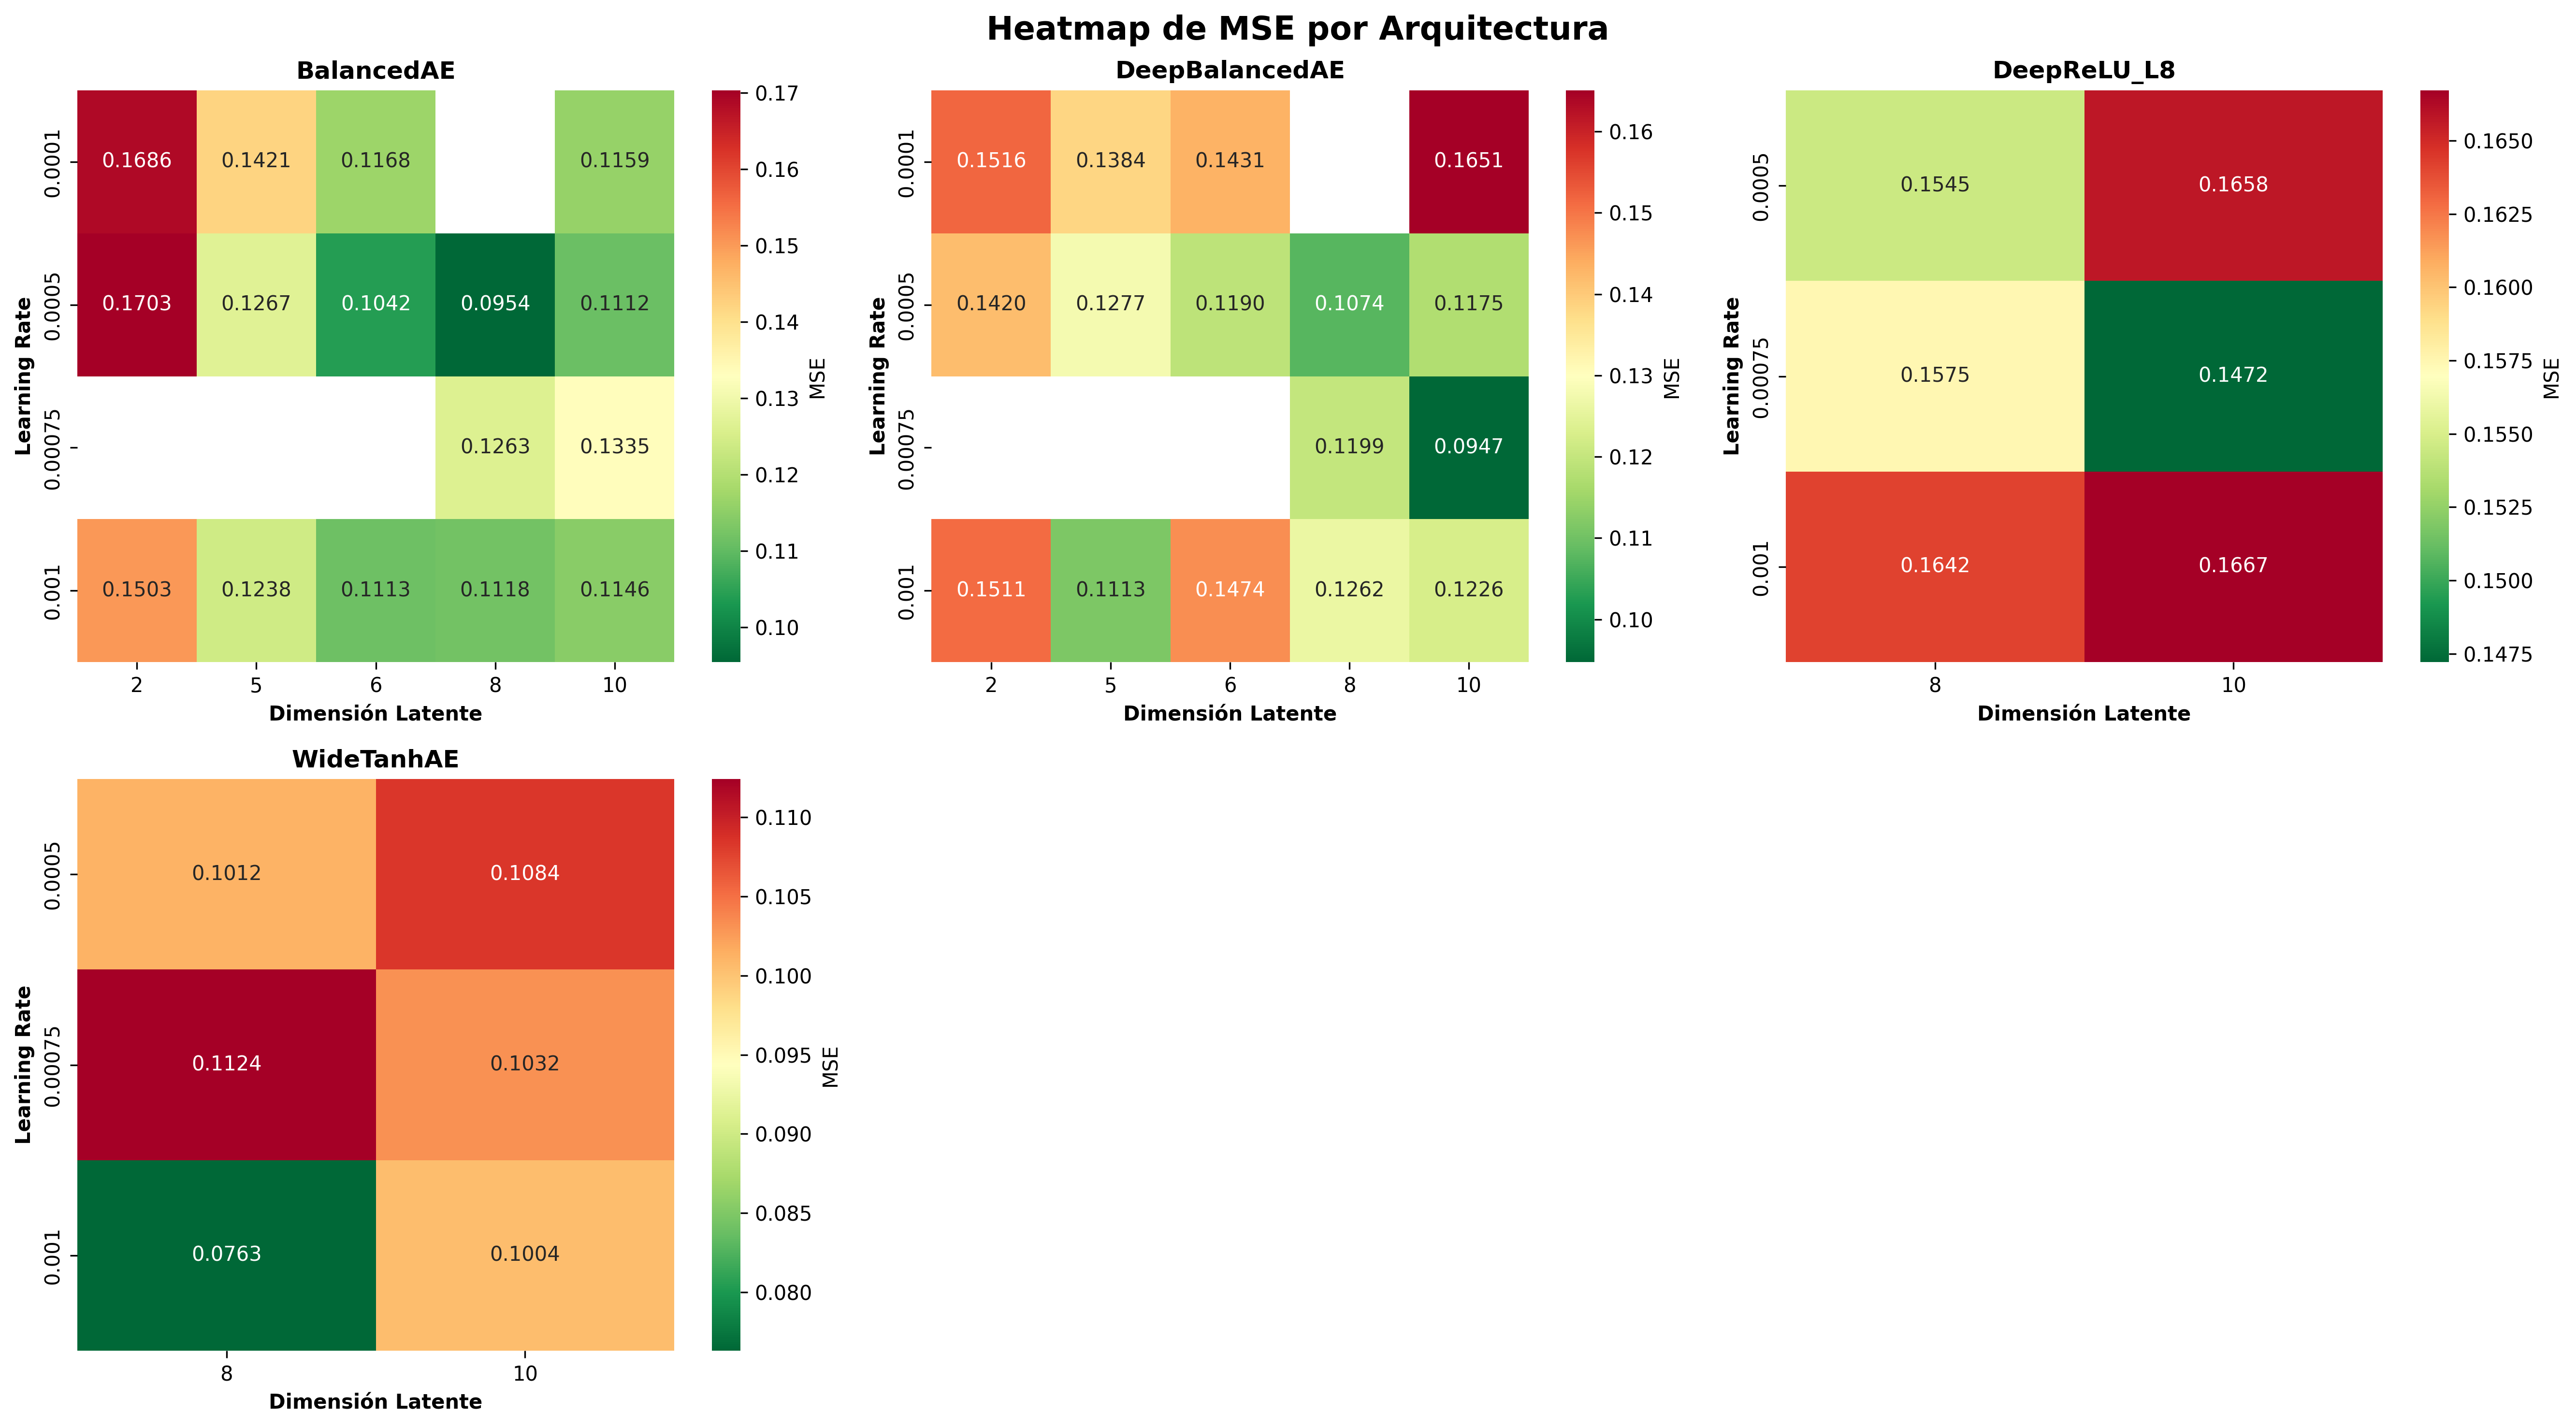 Heatmap de MSE por Arquitectura
BalancedAE
Learning Rate
0.0001
0.0005
0.00075
0.001
0.1686 0.1421 0.1168 0.1159
0.1703 0.1267 0.1042 0.0954 0.1112
0.1263 0.1335
0.1503 0.1238 0.1113 0.1118 0.1146
2 5 6 8 10
Dimensión Latente
0.17
0.16
0.15
0.14
0.13
0.12
0.11
0.10
MSE
DeepBalancedAE
Learning Rate
0.0001
0.0005
0.00075
0.001
0.1516 0.1384 0.1431 0.1651
0.1420 0.1277 0.1190 0.1074 0.1175
0.1199 0.0947
0.1511 0.1113 0.1474 0.1262 0.1226
2 5 6 8 10
Dimensión Latente
0.16
0.15
0.14
0.13
0.12
0.11
0.10
MSE
DeepReLU_L8
Learning Rate
0.0005
0.00075
0.001
0.1545 0.1658
0.1575 0.1472
0.1642 0.1667
8 10
Dimensión Latente
0.1650
0.1625
0.1600
0.1575
0.1550
0.1525
0.1500
0.1475
MSE
WideTanhAE
Learning Rate
0.0005
0.00075
0.001
0.1012 0.1084
0.1124 0.1032
0.0763 0.1004
8 10
Dimensión Latente
0.110
0.105
0.100
0.095
0.090
0.085
0.080
MSE